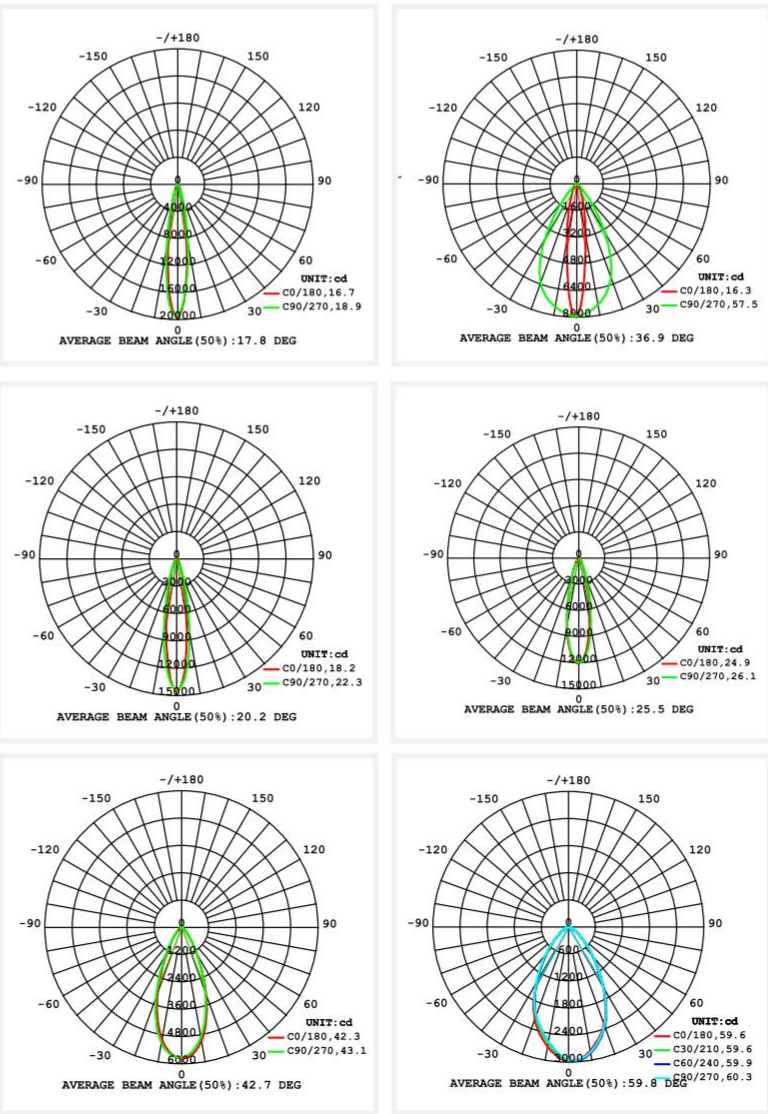 -/+180
-150 150
-120 120
-90 0 90
4000
8000
-60 12000 60
UNIT:cd
16000 C0/180,16.7
-30 30 C90/270,18.9
20000
0
AVERAGE BEAM ANGLE(50%):17.8 DEG
-/+180
-150 150
-120 120
-90 0 90
1600
3200
-60 4800 60
UNIT:cd
6400 C0/180,16.3
-30 30 C90/270,57.5
8000
0
AVERAGE BEAM ANGLE(50%):36.9 DEG
-/+180
-150 150
-120 120
-90 0 90
3000
6000
-60 9000 60
UNIT:cd
12000 C0/180,18.2
-30 30 C90/270,22.3
15000
0
AVERAGE BEAM ANGLE(50%):20.2 DEG
-/+180
-150 150
-120 120
-90 0 90
3000
6000
-60 9000 60
UNIT:cd
12000 C0/180,24.9
-30 30 C90/270,26.1
15000
0
AVERAGE BEAM ANGLE(50%):25.5 DEG
-/+180
-150 150
-120 120
-90 0 90
1200
2400
-60 3600 60
UNIT:cd
4800 C0/180,42.3
-30 30 C90/270,43.1
6000
0
AVERAGE BEAM ANGLE(50%):42.7 DEG
-/+180
-150 150
-120 120
-90 0 90
600
1200
-60 1800 60
UNIT:cd
2400 C0/180,59.6
C30/210,59.6
-30 30 C60/240,59.9
3000
0 C90/270,60.3
AVERAGE BEAM ANGLE(50%):59.8 DEG